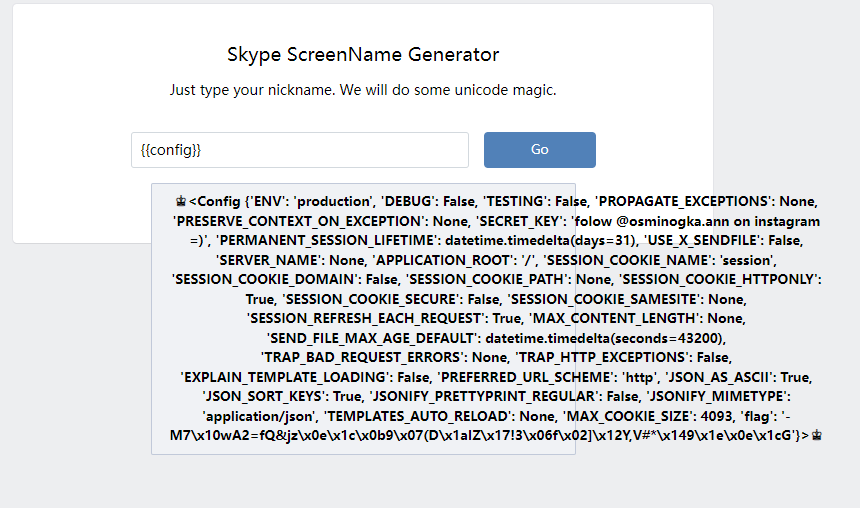 Skype ScreenName Generator
Just type your nickname. We will do some unicode magic.
{{config}}
Go
♚<Config {'ENV': 'production', 'DEBUG': False, 'TESTING': False, 'PROPAGATE_EXCEPTIONS': None,
'PRESERVE_CONTEXT_ON_EXCEPTION': None, 'SECRET_KEY': 'folow @osminogka.ann on instagram
=)', 'PERMANENT_SESSION_LIFETIME': datetime.timedelta(days=31), 'USE_X_SENDFILE': False,
'SERVER_NAME': None, 'APPLICATION_ROOT': '/', 'SESSION_COOKIE_NAME': 'session',
'SESSION_COOKIE_DOMAIN': False, 'SESSION_COOKIE_PATH': None, 'SESSION_COOKIE_HTTPONLY':
True, 'SESSION_COOKIE_SECURE': False, 'SESSION_COOKIE_SAMESITE': None,
'SESSION_REFRESH_EACH_REQUEST': True, 'MAX_CONTENT_LENGTH': None,
'SEND_FILE_MAX_AGE_DEFAULT': datetime.timedelta(seconds=43200),
'TRAP_BAD_REQUEST_ERRORS': None, 'TRAP_HTTP_EXCEPTIONS': False,
'EXPLAIN_TEMPLATE_LOADING': False, 'PREFERRED_URL_SCHEME': 'http', 'JSON_AS_ASCII': True,
'JSON_SORT_KEYS': True, 'JSONIFY_PRETTYPRINT_REGULAR': False, 'JSONIFY_MIMETYPE':
'application/json', 'TEMPLATES_AUTO_RELOAD': None, 'MAX_COOKIE_SIZE': 4093, 'flag': '-
M7\x10wA2=fQ&jz\x0e\x1c\x0b9\x07(D\x1aIZ\x17!3\x06f\x02]\x12Y,V#*\x149\x1e\x0e\x1cG'}>♚